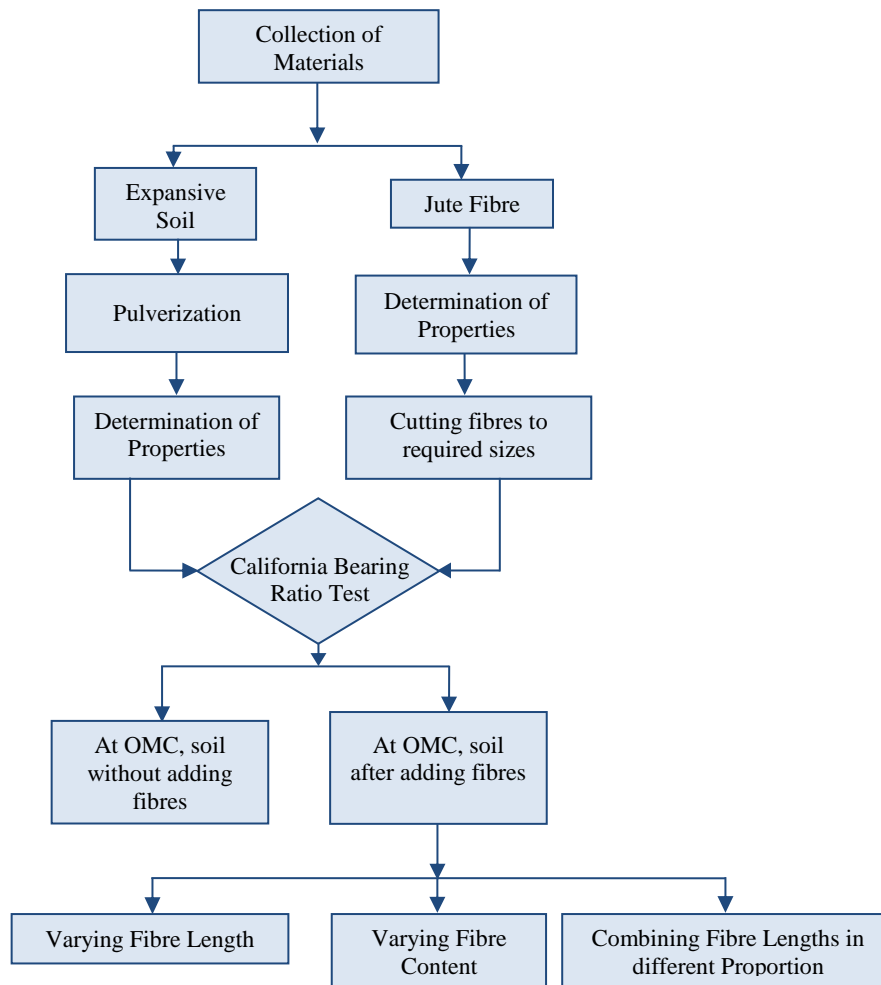 Collection of
Materials
Expansive
Soil
Jute Fibre
Pulverization
Determination of
Properties
Determination of
Properties
Cutting fibres to
required sizes
California Bearing
Ratio Test
At OMC, soil
without adding
fibres
At OMC, soil
after adding fibres
Varying Fibre Length
Varying Fibre
Content
Combining Fibre Lengths in
different Proportion